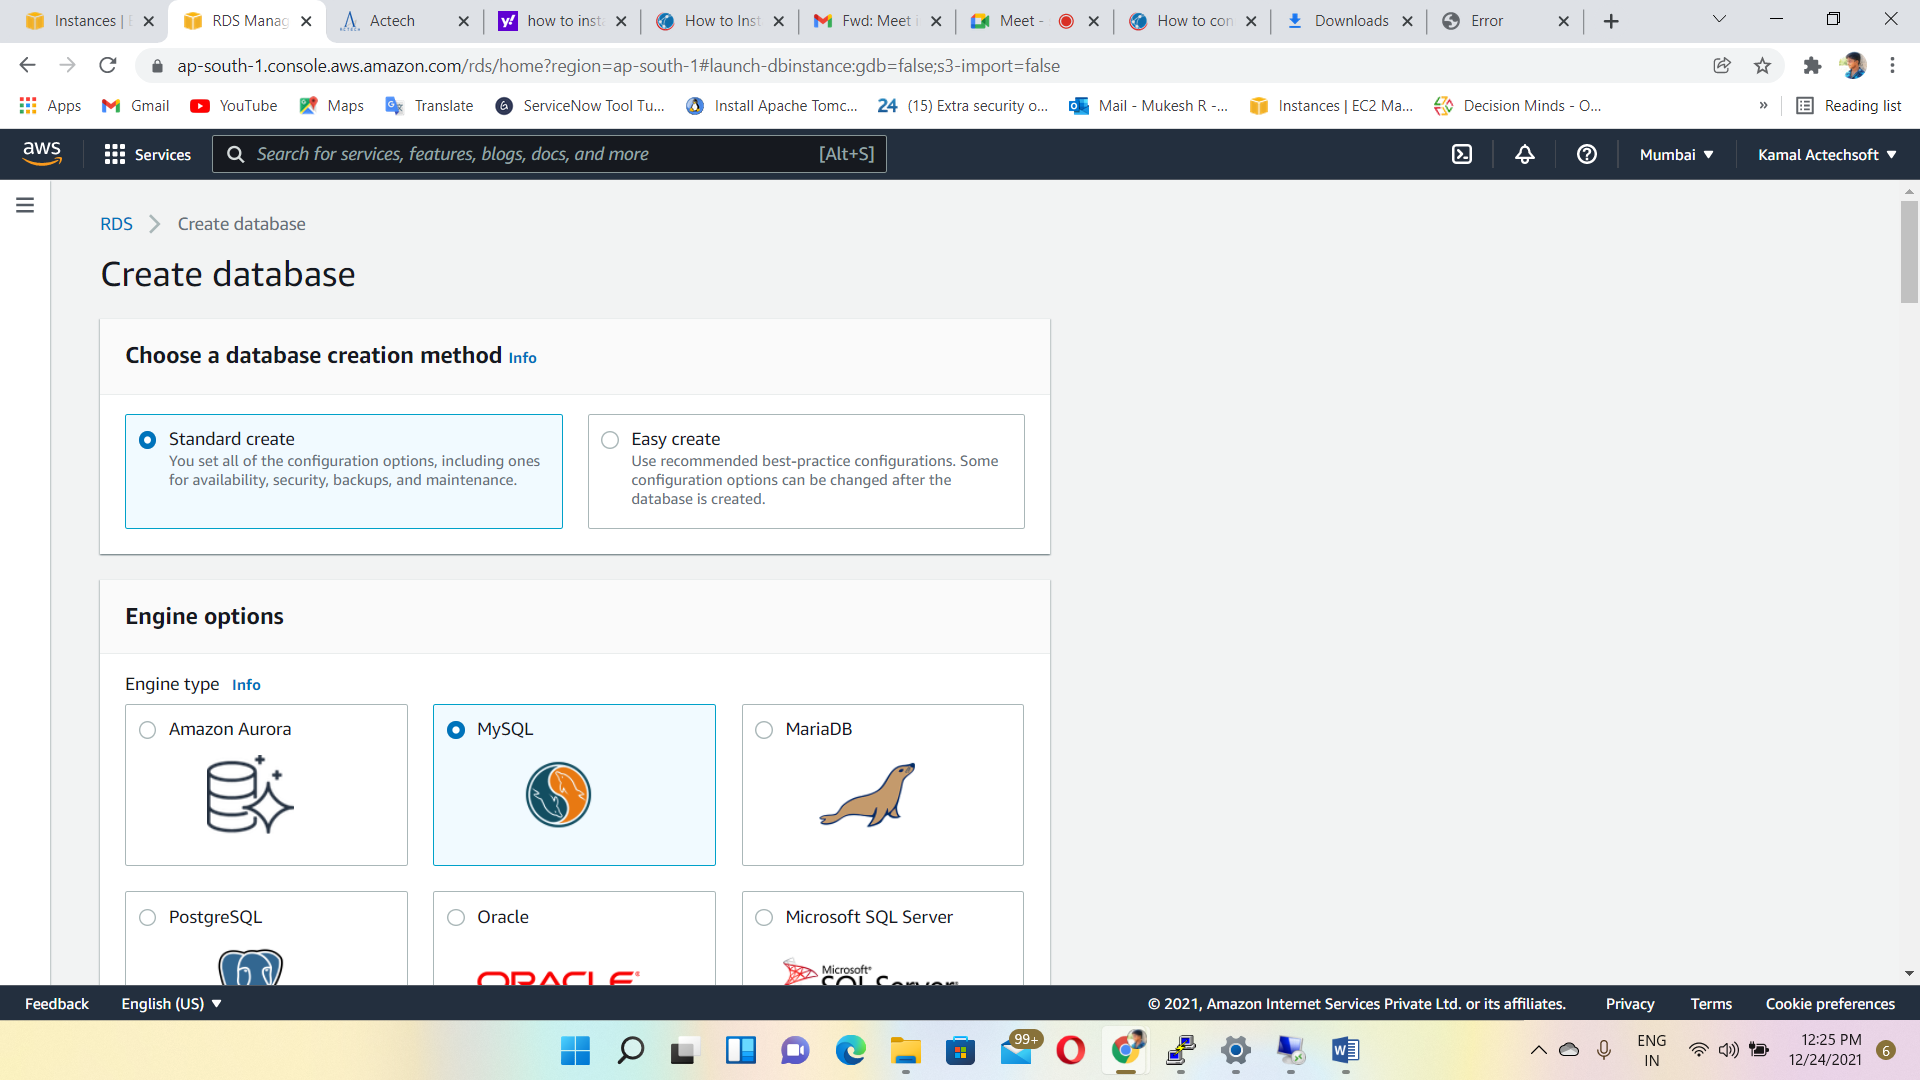 Instances | E
RDS Manag
Actech
how to insta
How to Inst
Fwd: Meet i
Meet -
How to con
Downloads
Error
ap-south-1.console.aws.amazon.com/rds/home?region=ap-south-1#launch-dbinstance:gdb=false;s3-import=false
Apps
Gmail
YouTube
Maps
Translate
ServiceNow Tool Tu...
Install Apache Tomc...
24 (15) Extra security o...
Mail - Mukesh R -...
Instances | EC2 Ma...
Decision Minds - O...
»
Reading list
aws
Services
Search for services, features, blogs, docs, and more [Alt+S]
Mumbai
Kamal Actechsoft
RDS
Create database
Create database
Choose a database creation method Info
Standard create
You set all of the configuration options, including ones
for availability, security, backups, and maintenance.
Easy create
Use recommended best-practice configurations. Some
configuration options can be changed after the
database is created.
Engine options
Engine type Info
Amazon Aurora
MySQL
MariaDB
PostgreSQL
Oracle
ORACLE
Microsoft SQL Server
Microsoft®
SQL Server
Feedback
English (US)
© 2021, Amazon Internet Services Private Ltd. or its affiliates.
Privacy
Terms
Cookie preferences
99+
ENG
IN
12:25 PM
12/24/2021
6